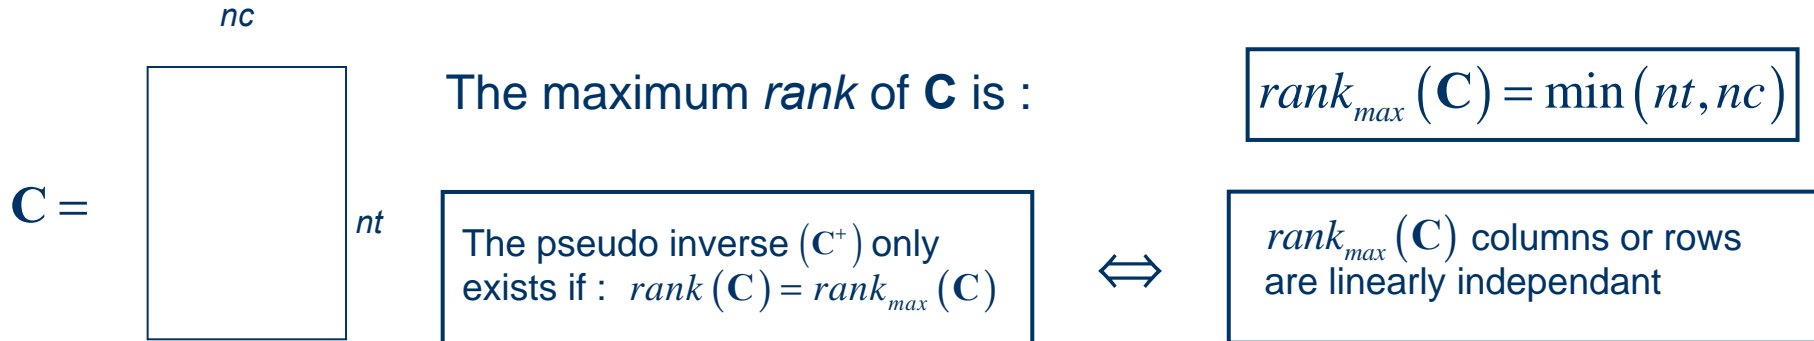 nc
The maximum rank of C is :
rank_max (C) = min (nt, nc)
C =
nt
The pseudo inverse (C⁺) only
exists if : rank (C) = rank_max (C)
⇔
rank_max (C) columns or rows
are linearly independant